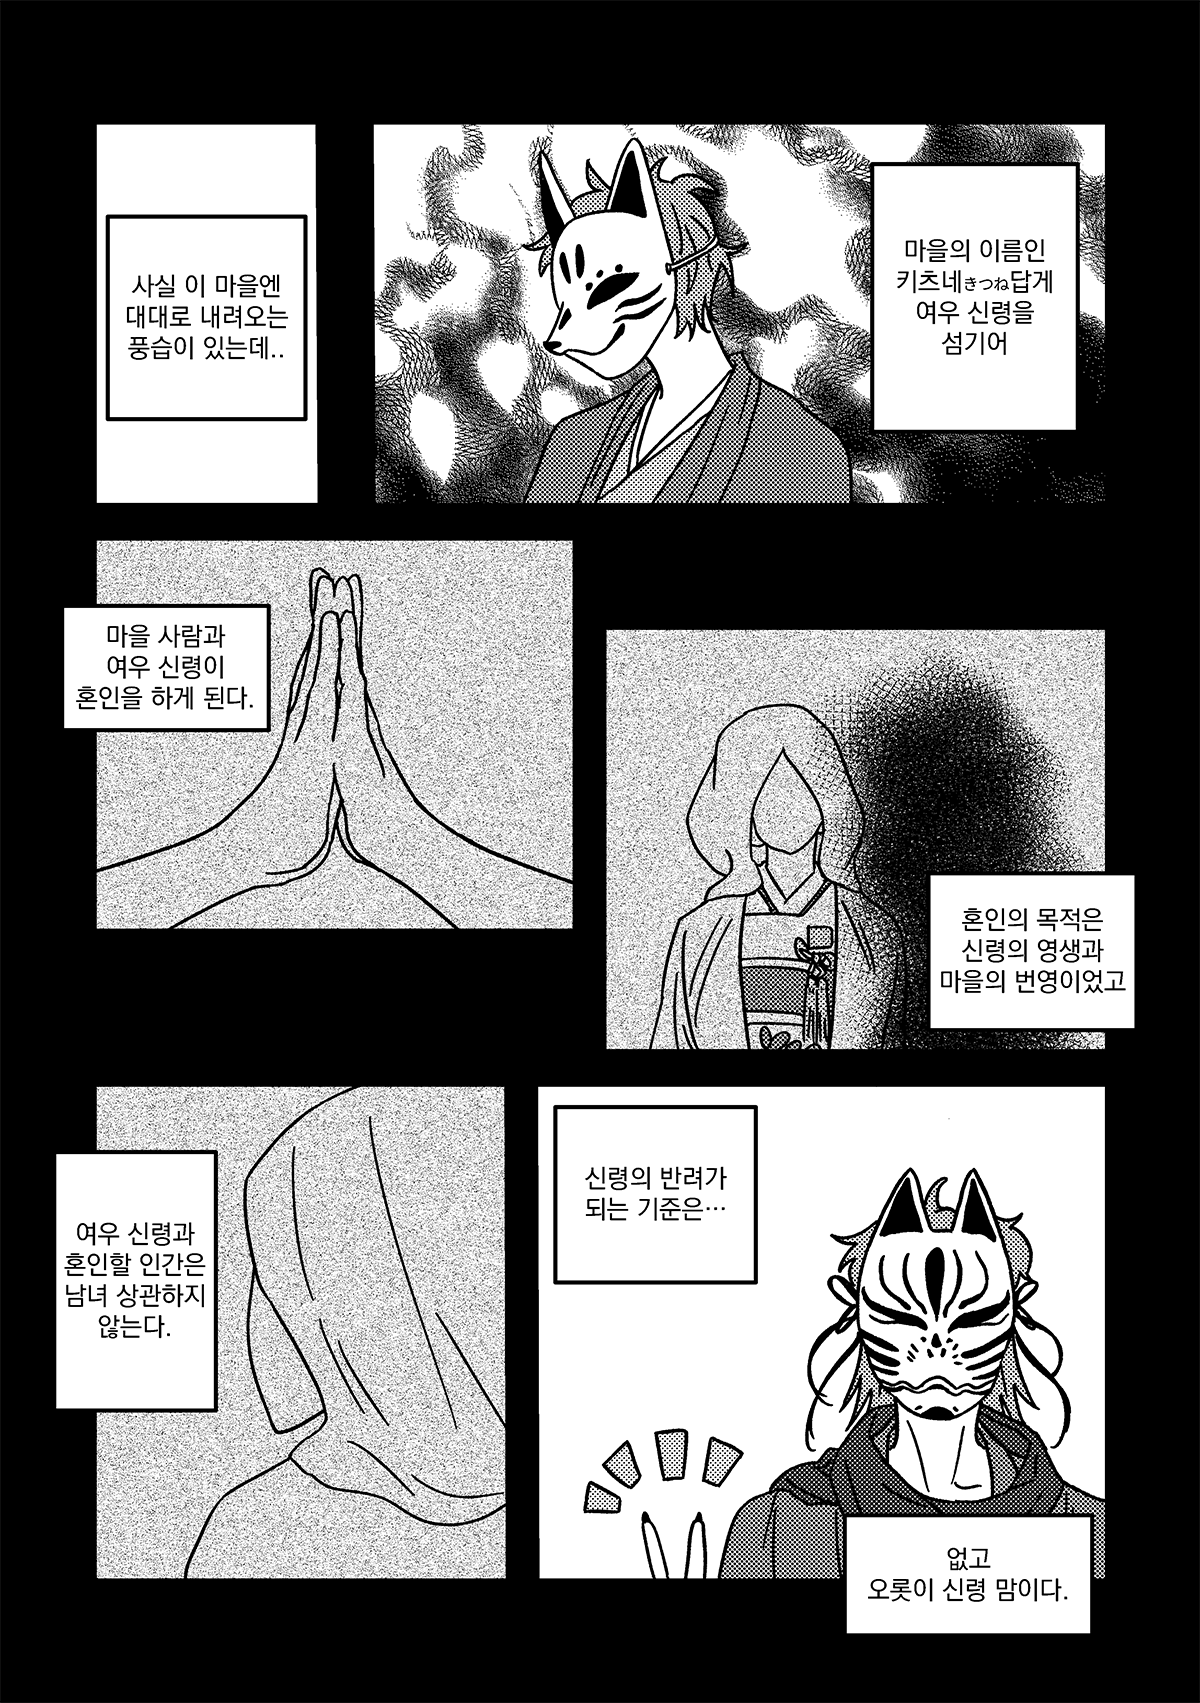 사실 이 마을엔
대대로 내려오는
풍습이 있는데..
마을의 이름인
키츠네きつね답게
여우 신령을
섬기어
마을 사람과
여우 신령이
혼인을 하게 된다.
혼인의 목적은
신령의 영생과
마을의 번영이었고
여우 신령과
혼인할 인간은
남녀 상관하지
않는다.
신령의 반려가
되는 기준은…
없고
오롯이 신령 맘이다.